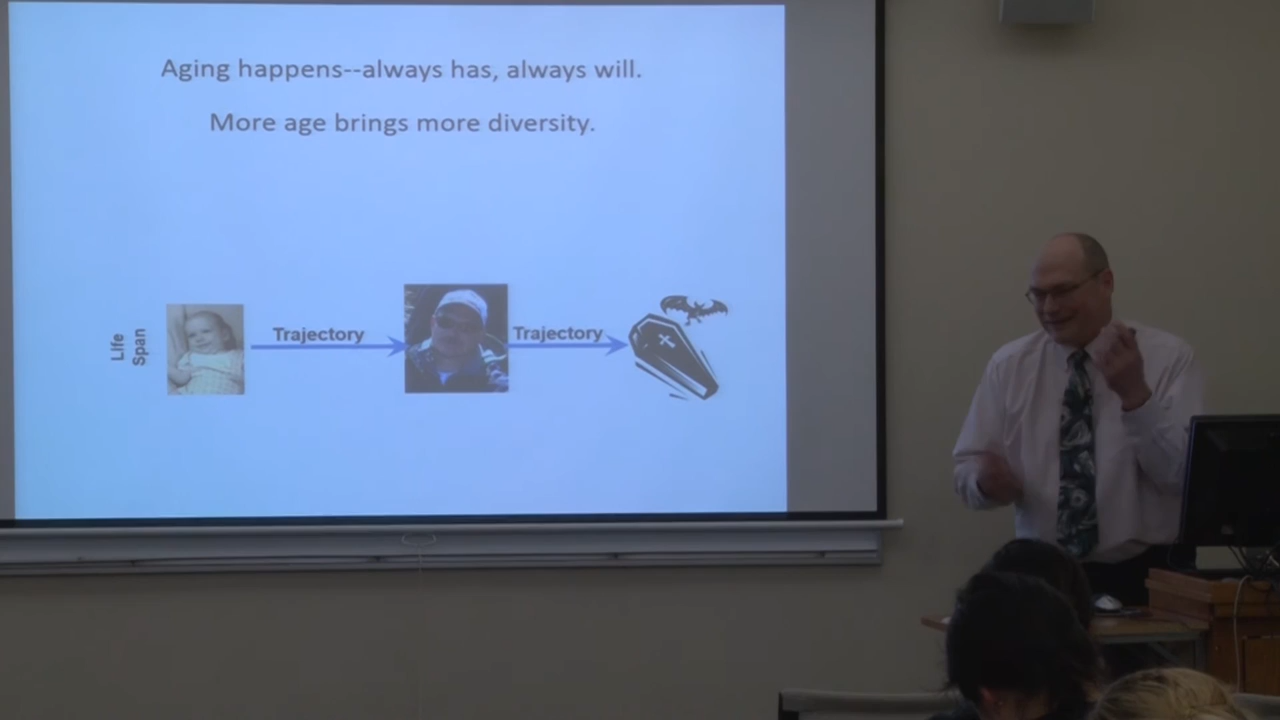 Aging happens--always has, always will.
More age brings more diversity.
Life
Span
Trajectory
Trajectory